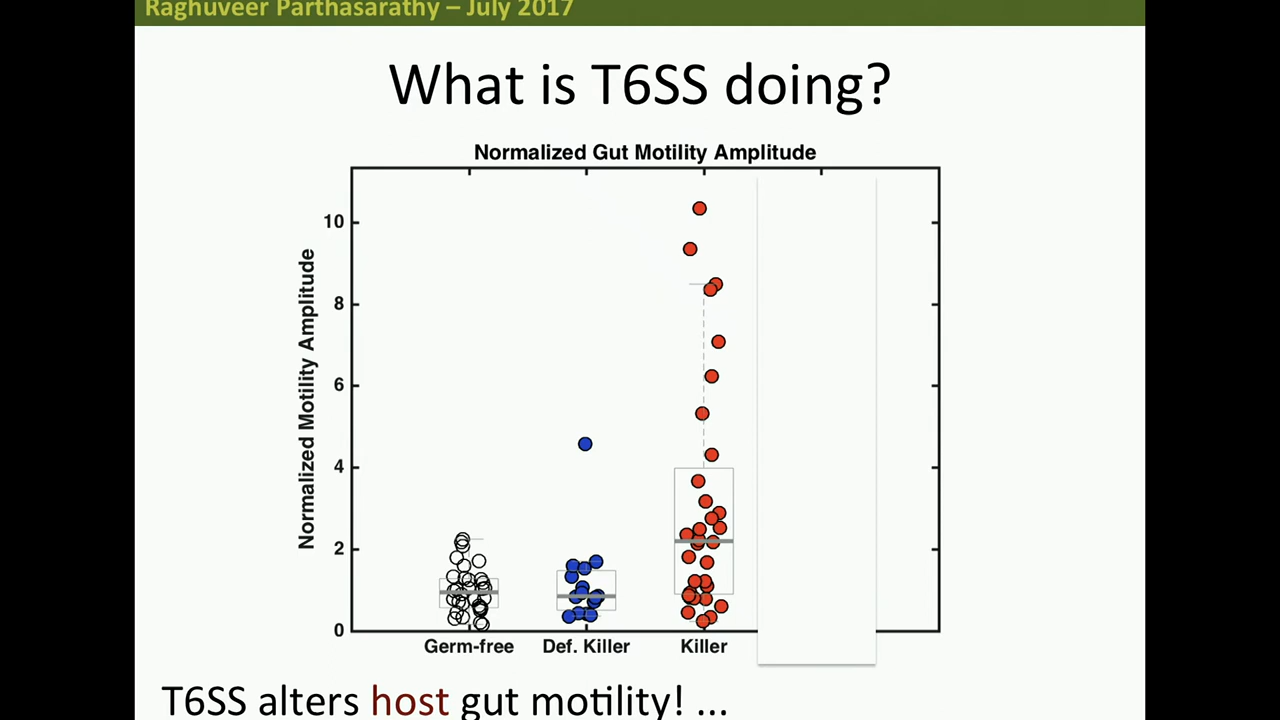 Raghuveer Parthasarathy – July 2017
What is T6SS doing?
Normalized Gut Motility Amplitude
Normalized Motility Amplitude
10
8
6
4
2
0
Germ-free Def. Killer Killer
T6SS alters host gut motility! ...